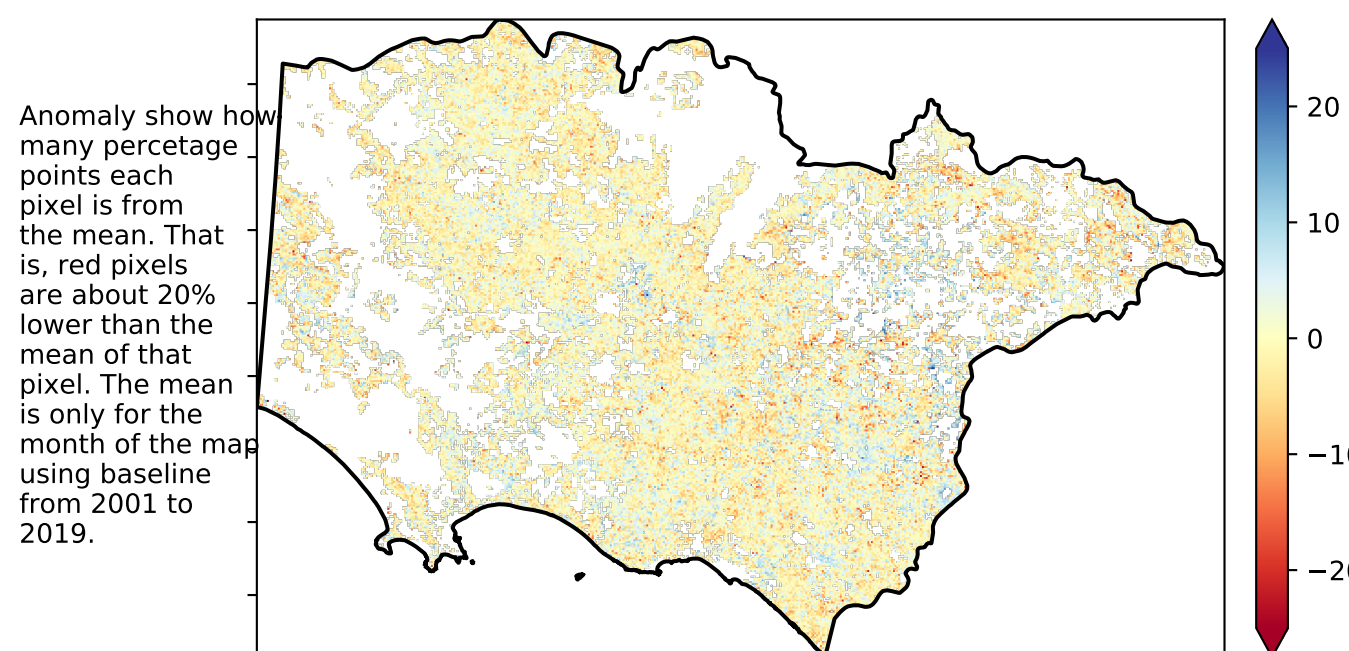 Anomaly show how
many percetage
points each
pixel is from
the mean. That
is, red pixels
are about 20%
lower than the
mean of that
pixel. The mean
is only for the
month of the map
using baseline
from 2001 to
2019.
20
10
0
−10
−20